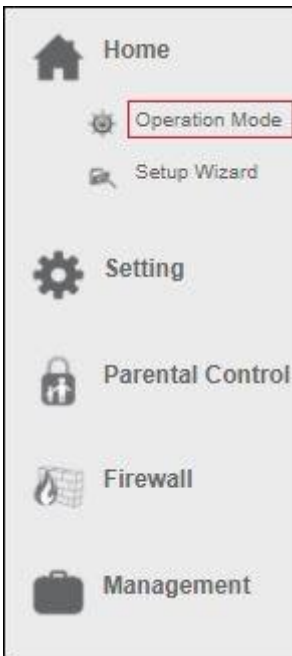 Home
Operation Mode
Setup Wizard
Setting
Parental Control
Firewall
Management